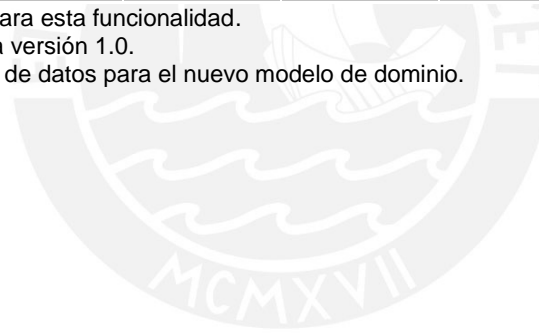 ara esta funcionalidad.
versión 1.0.
de datos para el nuevo modelo de dominio.
MCMXVII